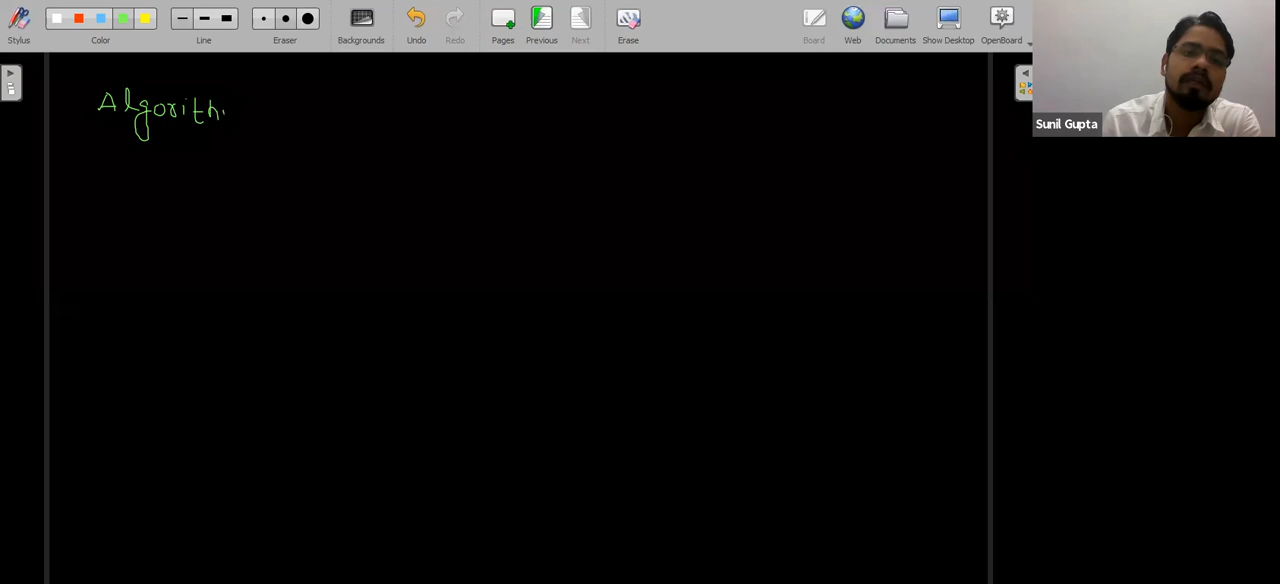 Stylus
Color
Line
Eraser
Backgrounds
Undo
Redo
Pages
Previous
Next
Erase
Board
Web
Documents
Show Desktop
OpenBoard
Sunil Gupta
Algorith